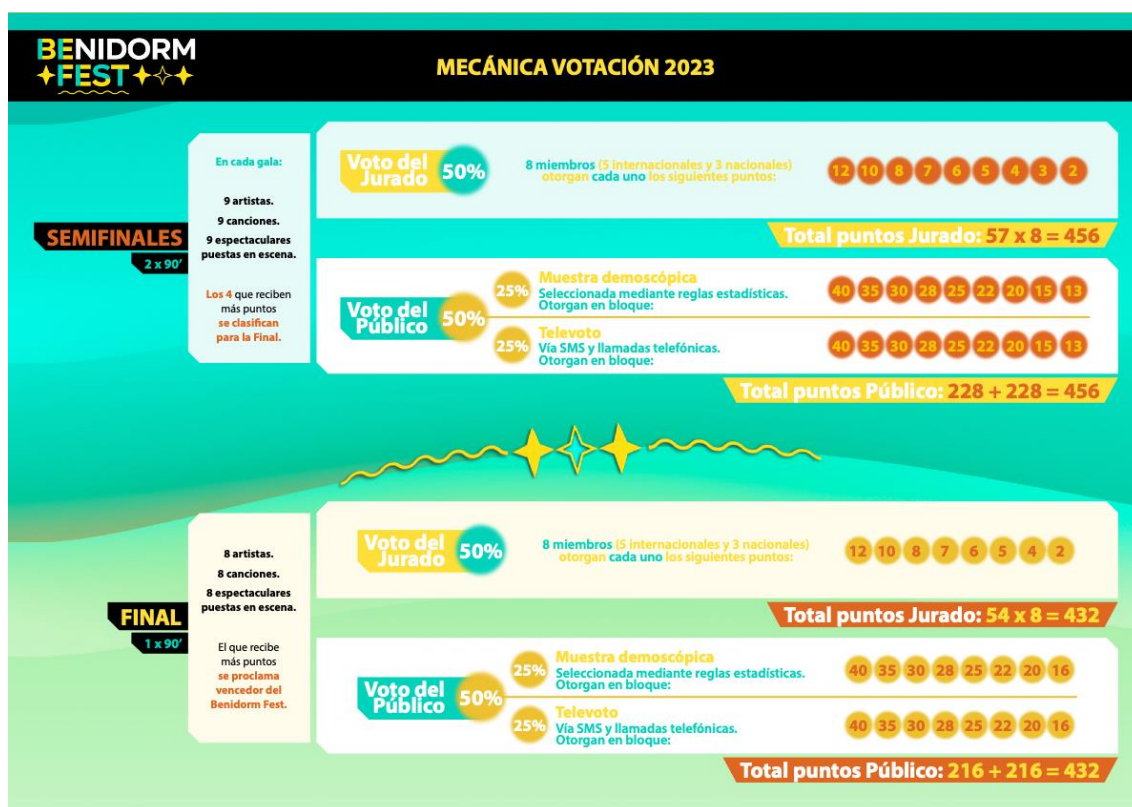 BENIDORM
FEST
MECÁNICA VOTACIÓN 2023
SEMIFINALES
2 x 90'
En cada gala:
9 artistas.
9 canciones.
9 espectaculares
puestas en escena.
Los 4 que reciben
más puntos
se clasifican
para la Final.
Voto del
Jurado
50%
8 miembros (5 internacionales y 3 nacionales)
otorgan cada uno los siguientes puntos:
12 10 8 7 6 5 4 3 2
Total puntos Jurado: 57 x 8 = 456
Voto del
Público
50%
25%
Muestra demoscópica
Seleccionada mediante reglas estadísticas.
Otorgan en bloque:
40 35 30 28 25 22 20 15 13
25%
Televoto
Vía SMS y llamadas telefónicas.
Otorgan en bloque:
40 35 30 28 25 22 20 15 13
Total puntos Público: 228 + 228 = 456
FINAL
1 x 90'
8 artistas.
8 canciones.
8 espectaculares
puestas en escena.
El que recibe
más puntos
se proclama
vencedor del
Benidorm Fest.
Voto del
Jurado
50%
8 miembros (5 internacionales y 3 nacionales)
otorgan cada uno los siguientes puntos:
12 10 8 7 6 5 4 2
Total puntos Jurado: 54 x 8 = 432
Voto del
Público
50%
25%
Muestra demoscópica
Seleccionada mediante reglas estadísticas.
Otorgan en bloque:
40 35 30 28 25 22 20 16
25%
Televoto
Vía SMS y llamadas telefónicas.
Otorgan en bloque:
40 35 30 28 25 22 20 16
Total puntos Público: 216 + 216 = 432